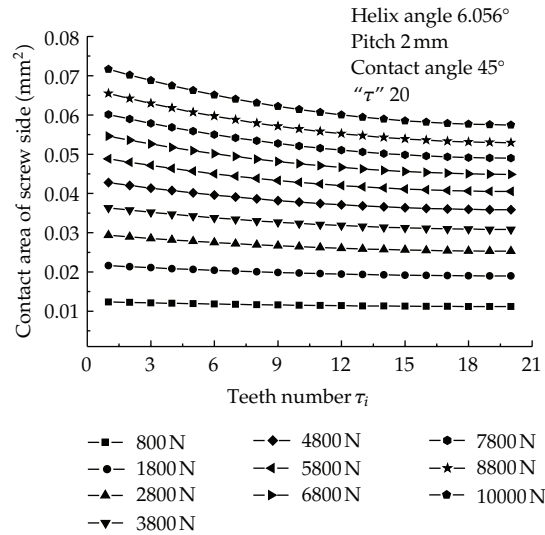 Helix angle 6.056°
Pitch 2 mm
Contact angle 45°
“τ” 20
Contact area of screw side (mm²)
0.08
0.07
0.06
0.05
0.04
0.03
0.02
0.01
0 3 6 9 12 15 18 21
Teeth number τᵢ
800 N 4800 N 7800 N
1800 N 5800 N 8800 N
2800 N 6800 N 10000 N
3800 N